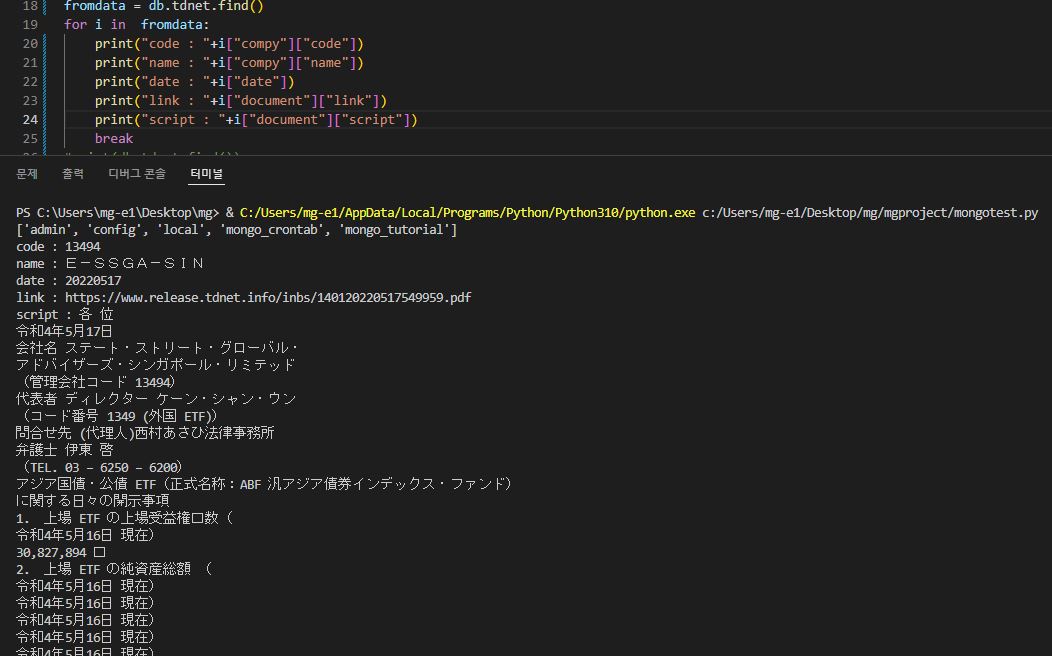 18 fromdata = db.tdnet.find()
19 for i in  fromdata:
20 print("code : "+i["compy"]["code"])
21 print("name : "+i["compy"]["name"])
22 print("date : "+i["date"])
23 print("link : "+i["document"]["link"])
24 print("script : "+i["document"]["script"])
25 break
문제 출력 디버그 콘솔 터미널
PS C:\Users\mg-e1\Desktop\mg> & C:/Users/mg-e1/AppData/Local/Programs/Python/Python310/python.exe c:/Users/mg-e1/Desktop/mg/mgproject/mongotest.py
['admin', 'config', 'local', 'mongo_crontab', 'mongo_tutorial']
code : 13494
name : Ｅ－ＳＳＧＡ－ＳＩＮ
date : 20220517
link : https://www.release.tdnet.info/inbs/140120220517549959.pdf
script : 各 位
令和4年5月17日
会社名 ステート・ストリート・グローバル・
アドバイザーズ・シンガポール・リミテッド
（管理会社コード 13494）
代表者 ディレクター ケーン・シャン・ウン
（コード番号 1349 (外国 ETF)）
問合せ先 (代理人)西村あさひ法律事務所
弁護士 伊東 啓
（TEL. 03 – 6250 – 6200）
アジア国債・公債 ETF（正式名称：ABF 汎アジア債券インデックス・ファンド）
に関する日々の開示事項
1. 上場 ETF の上場受益権口数（
令和4年5月16日 現在）
30,827,894 口
2. 上場 ETF の純資産総額 （
令和4年5月16日 現在）
令和4年5月16日 現在）
令和4年5月16日 現在）
令和4年5月16日 現在）
令和4年5月16日 現在）